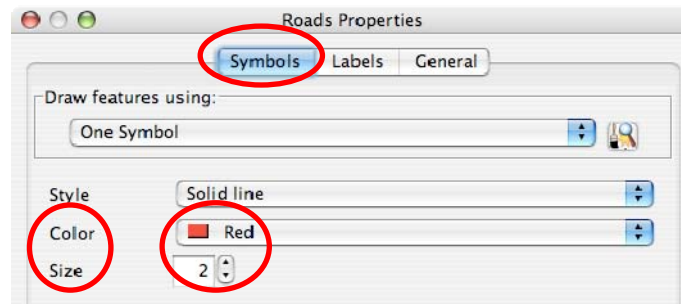 Roads Properties
Symbols Labels General
Draw features using:
One Symbol
Style Solid line
Color Red
Size 2